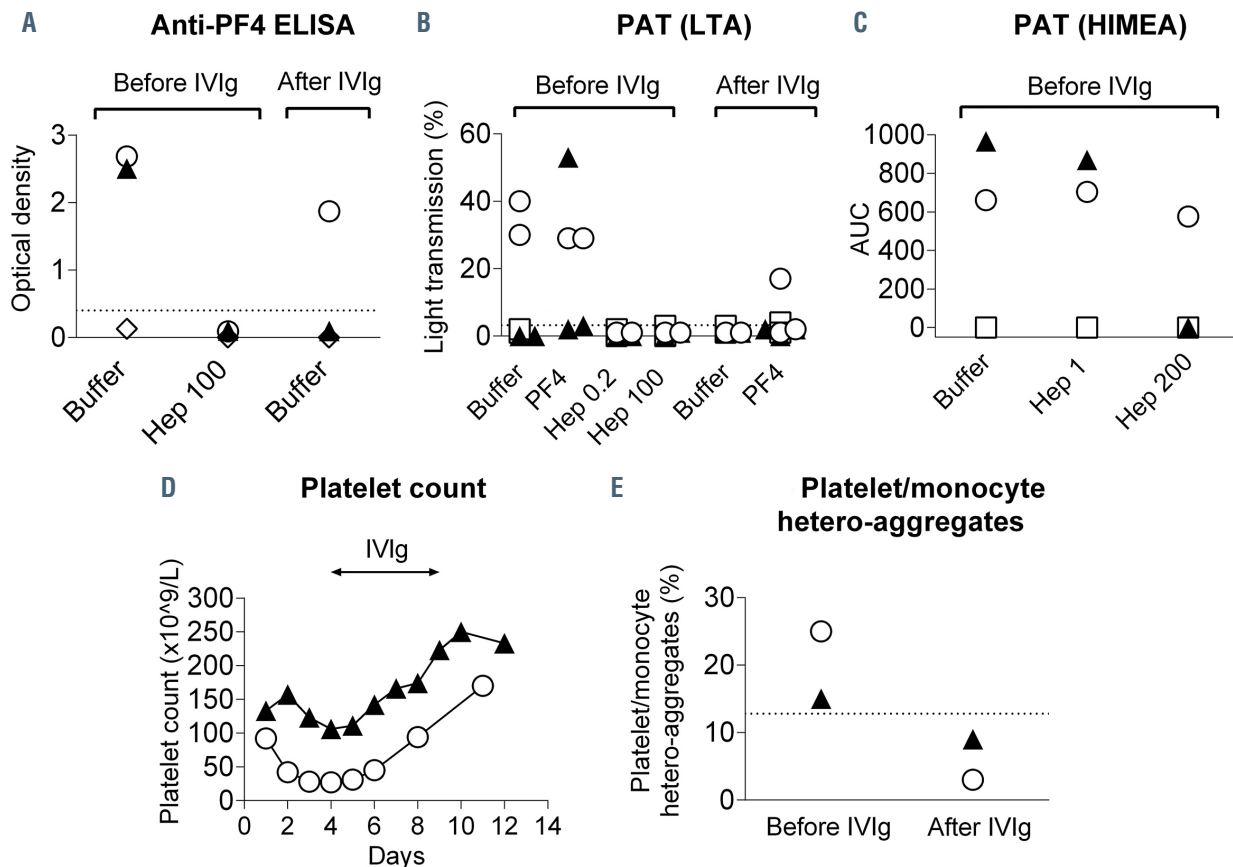 A
Anti-PF4 ELISA
Before IVIg
After IVIg
Optical density
3
2
1
0
Buffer
Hep 100
Buffer
B
PAT (LTA)
Before IVIg
After IVIg
Light transmission (%)
60
40
20
0
Buffer
PF4
Hep 0.2
Hep 100
Buffer
PF4
C
PAT (HIMEA)
Before IVIg
AUC
1000
800
600
400
200
0
Buffer
Hep 1
Hep 200
D
Platelet count
IVIg
Platelet count (x10^9/L)
300
250
200
150
100
50
0
0 2 4 6 8 10 12 14
Days
E
Platelet/monocyte
hetero-aggregates
Platelet/monocyte
hetero-aggregates (%)
30
20
10
0
Before IVIg
After IVIg